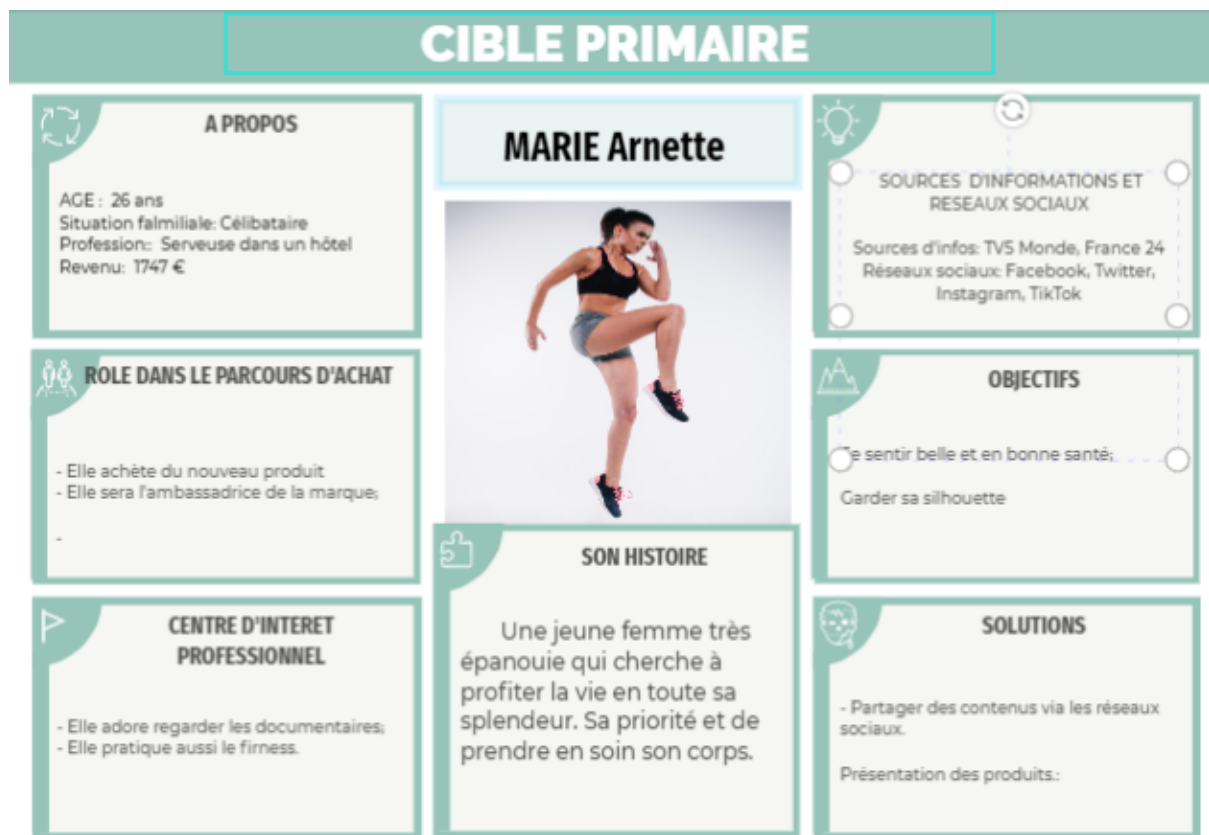 CIBLE PRIMAIRE
A PROPOS
AGE : 26 ans
Situation falmiliale: Célibataire
Profession:: Serveuse dans un hôtel
Revenu: 1747 €
MARIE Arnette
SOURCES D'INFORMATIONS ET
RESEAUX SOCIAUX
Sources d'infos: TV5 Monde, France 24
Réseaux sociaux: Facebook, Twitter,
Instagram, TikTok
ROLE DANS LE PARCOURS D'ACHAT
- Elle achète du nouveau produit
- Elle sera l'ambassadrice de la marque;
-
OBJECTIFS
sentir belle et en bonne santé;
Garder sa silhouette
CENTRE D'INTERET
PROFESSIONNEL
- Elle adore regarder les documentaires;
- Elle pratique aussi le firness.
SON HISTOIRE
Une jeune femme très
épanouie qui cherche à
profiter la vie en toute sa
splendeur. Sa priorité et de
prendre en soin son corps.
SOLUTIONS
- Partager des contenus via les réseaux
sociaux.
Présentation des produits.: